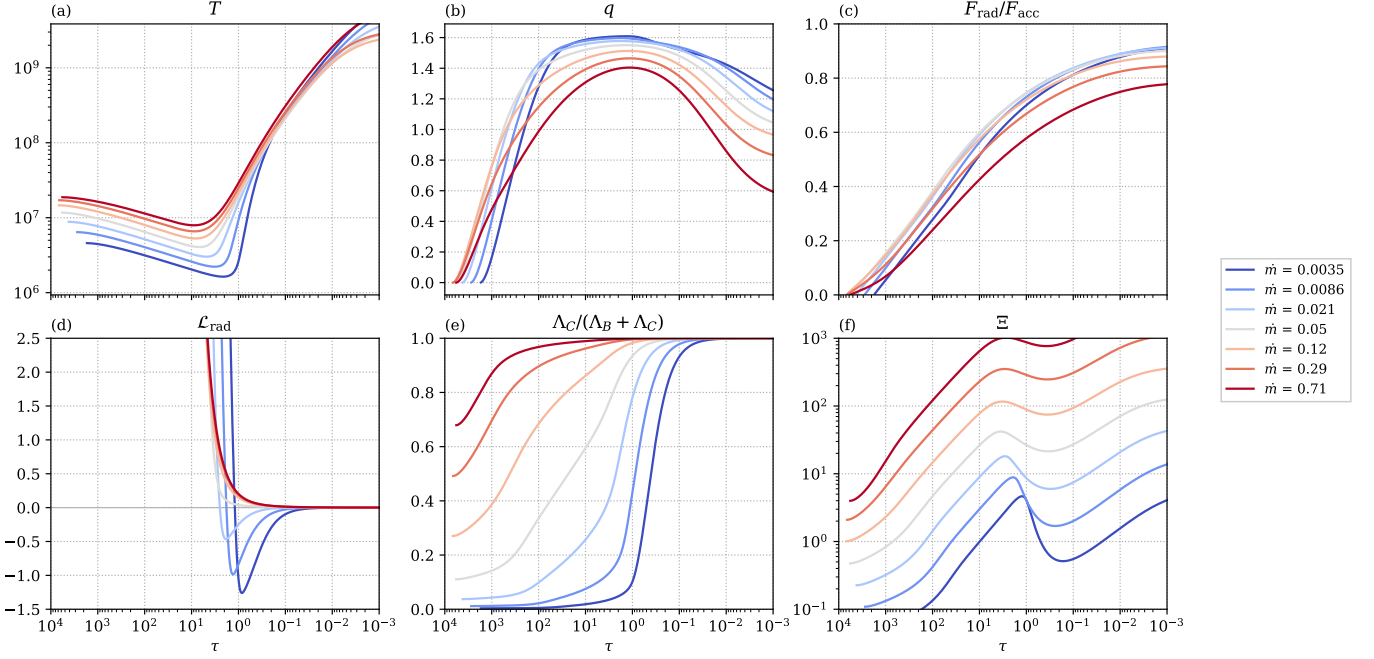 (a) T
(b) q
(c) F_rad/F_acc
10^9
10^8
10^7
10^6
1.6
1.4
1.2
1.0
0.8
0.6
0.4
0.2
0.0
1.0
0.8
0.6
0.4
0.2
0.0
ṁ = 0.0035
ṁ = 0.0086
ṁ = 0.021
ṁ = 0.05
ṁ = 0.12
ṁ = 0.29
ṁ = 0.71
(d) ℒ_rad
(e) Λ_C/(Λ_B + Λ_C)
(f) Ξ
2.5
2.0
1.5
1.0
0.5
0.0
−0.5
−1.0
−1.5
1.0
0.8
0.6
0.4
0.2
0.0
10^3
10^2
10^1
10^0
10^−1
10^4 10^3 10^2 10^1 10^0 10^−1 10^−2 10^−3
10^4 10^3 10^2 10^1 10^0 10^−1 10^−2 10^−3
10^4 10^3 10^2 10^1 10^0 10^−1 10^−2 10^−3
τ
τ
τ